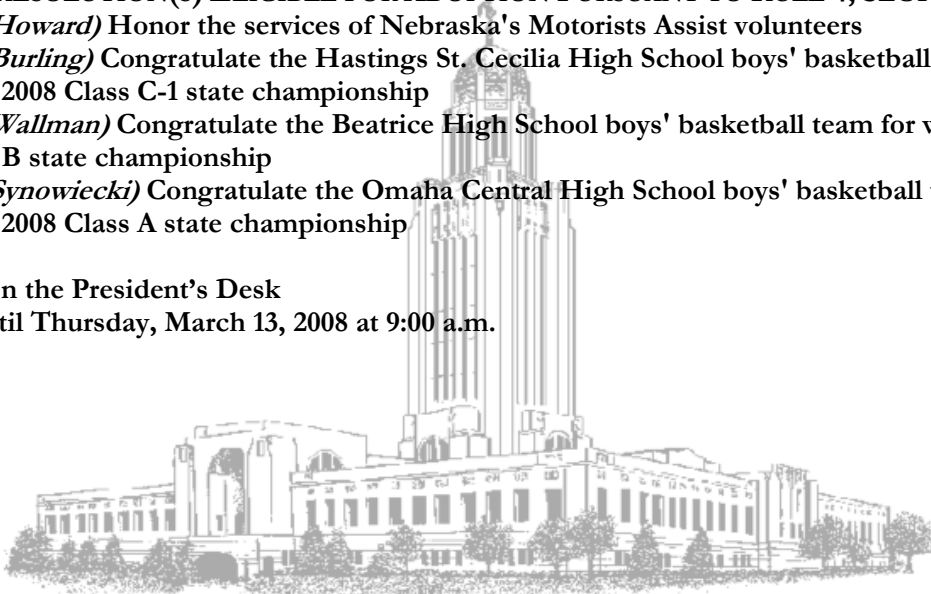 Howard) Honor the services of Nebraska's Motorists Assist volunteers
Burling) Congratulate the Hastings St. Cecilia High School boys' basketball
2008 Class C-1 state championship
Wallman) Congratulate the Beatrice High School boys' basketball team for
B state championship
Synowiecki) Congratulate the Omaha Central High School boys' basketball
2008 Class A state championship
n the President’s Desk
til Thursday, March 13, 2008 at 9:00 a.m.